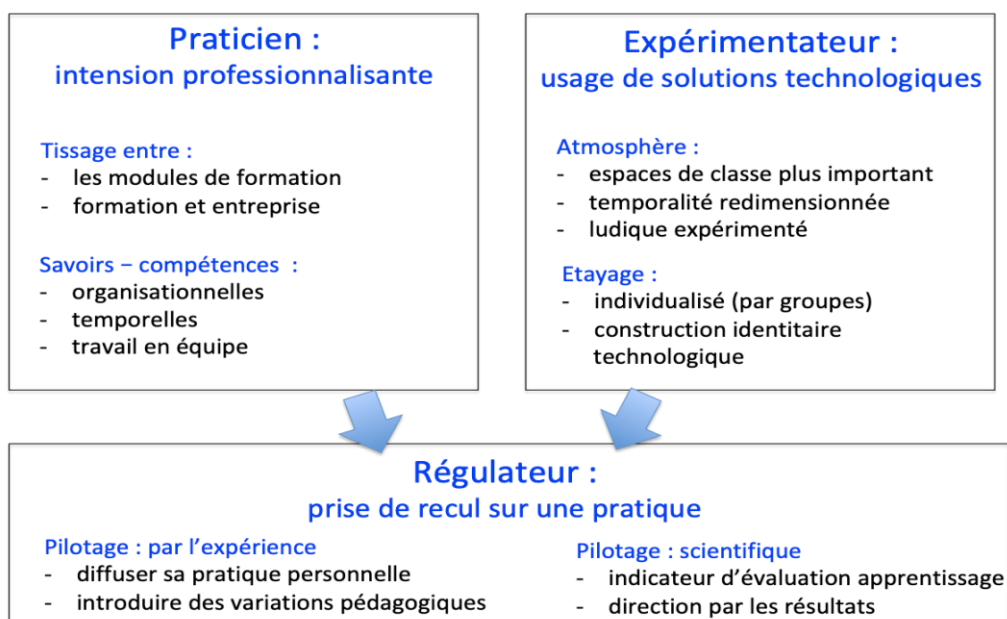 Praticien :
intension professionnalisante
Tissage entre :
- les modules de formation
- formation et entreprise
Savoirs – compétences :
- organisationnelles
- temporelles
- travail en équipe
Expérimentateur :
usage de solutions technologiques
Atmosphère :
- espaces de classe plus important
- temporalité redimensionnée
- ludique expérimenté
Etayage :
- individualisé (par groupes)
- construction identitaire
technologique
Régulateur :
prise de recul sur une pratique
Pilotage : par l'expérience
- diffuser sa pratique personnelle
- introduire des variations pédagogiques
Pilotage : scientifique
- indicateur d'évaluation apprentissage
- direction par les résultats